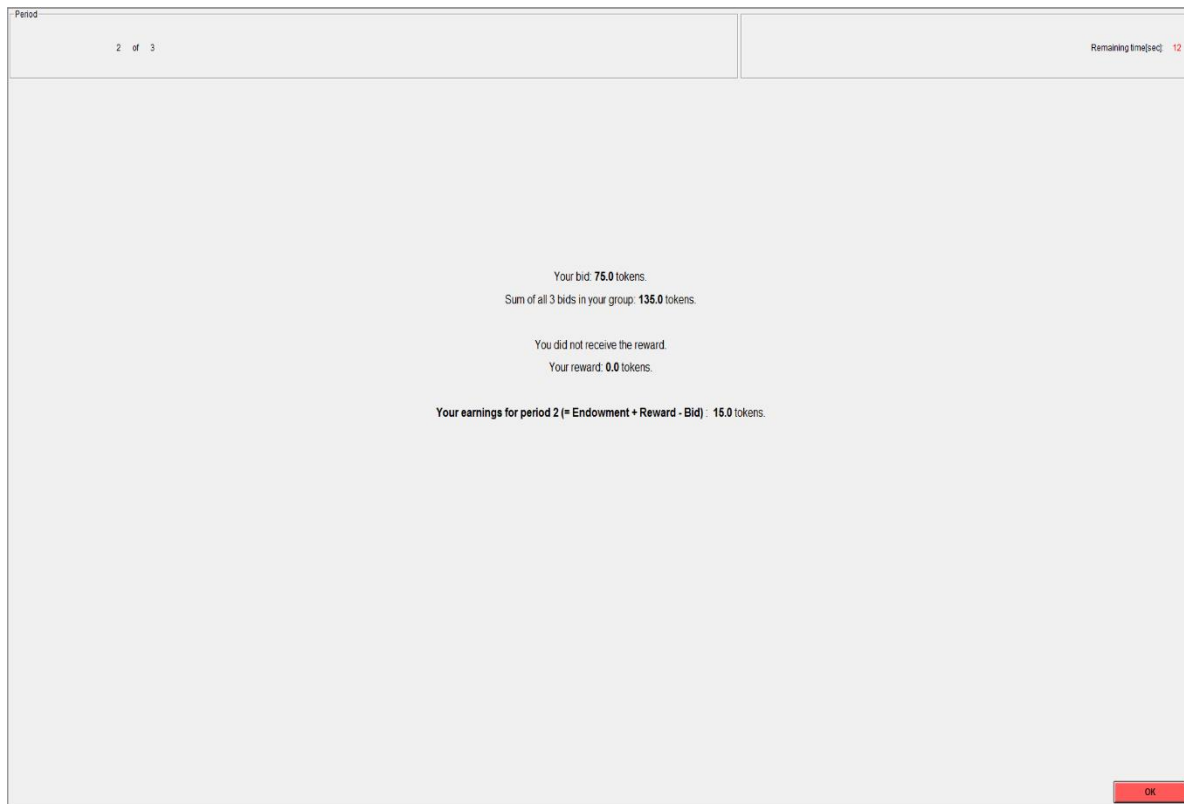 Period
2 of 3
Remaining time[sec]: 12
Your bid: 75.0 tokens.
Sum of all 3 bids in your group: 135.0 tokens.
You did not receive the reward.
Your reward: 0.0 tokens.
Your earnings for period 2 (= Endowment + Reward - Bid) : 15.0 tokens.
OK